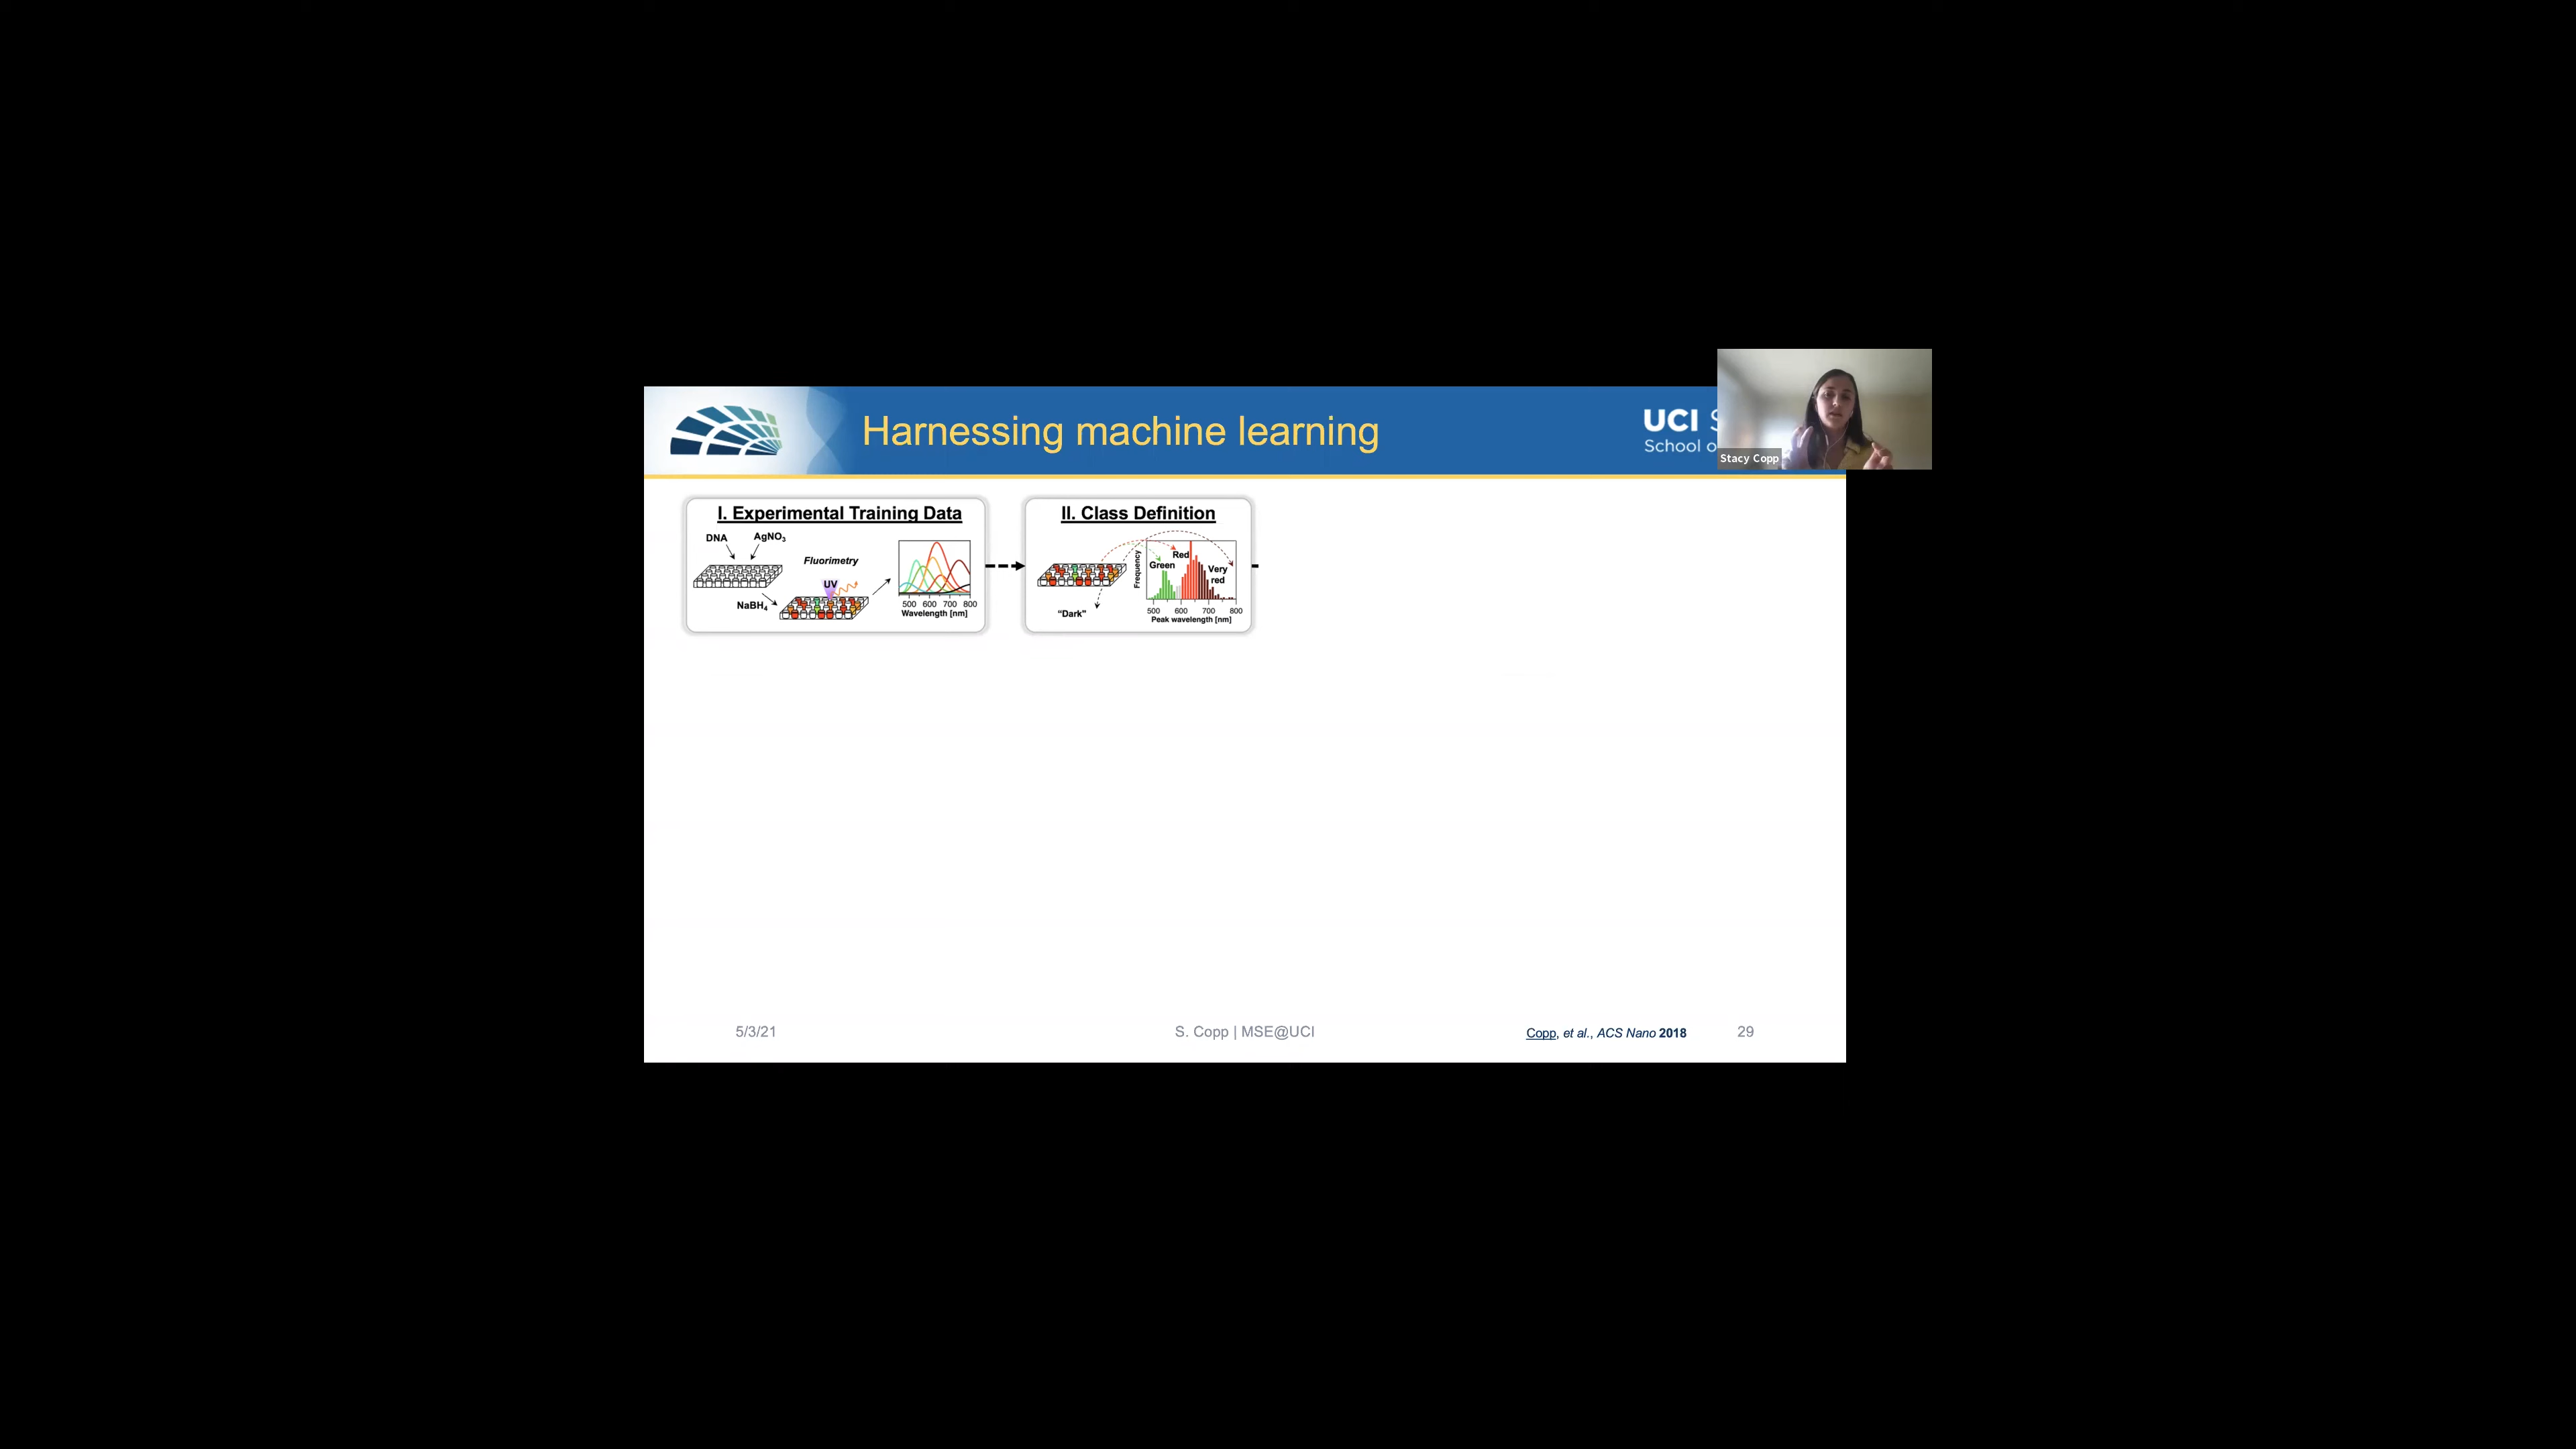 Harnessing machine learning
UCI
School o
Stacy Copp
I. Experimental Training Data
DNA
AgNO₃
Fluorimetry
UV
NaBH₄
500 600 700 800
Wavelength [nm]
II. Class Definition
Frequency
Green
Red
Very
red
"Dark"
500 600 700 800
Peak wavelength [nm]
5/3/21
S. Copp | MSE@UCI
Copp, et al., ACS Nano 2018
29